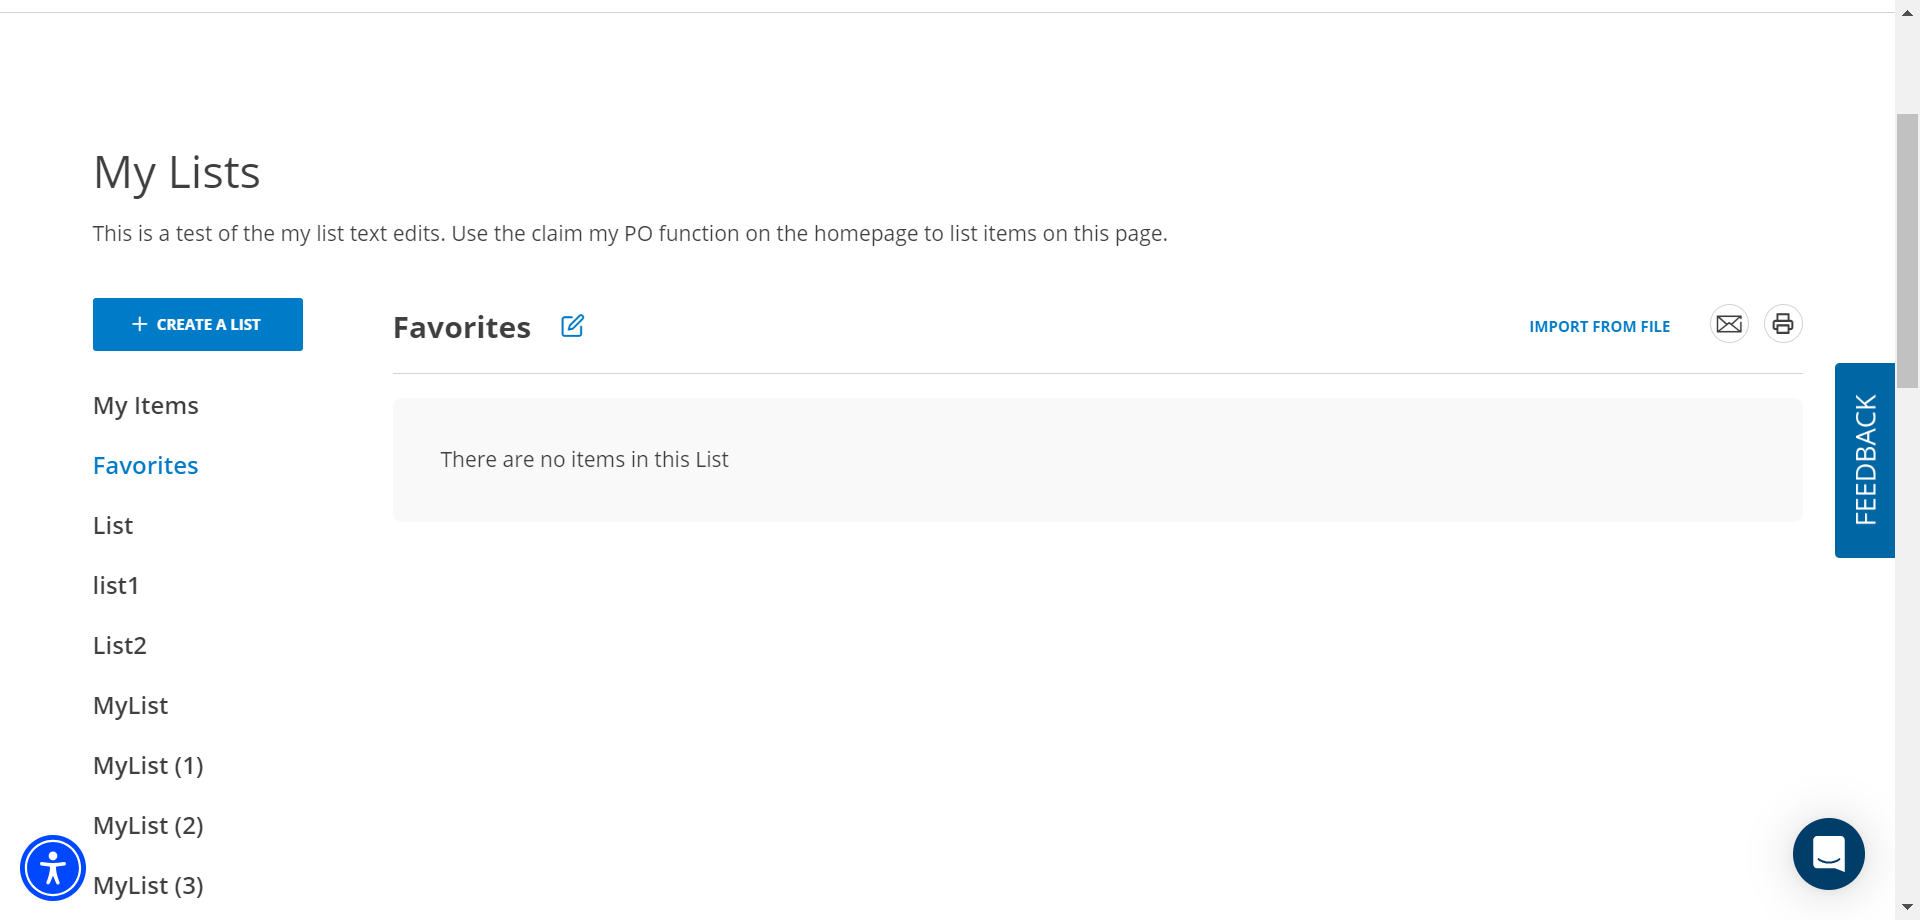 My Lists
This is a test of the my list text edits. Use the claim my PO function on the homepage to list items on this page.
CREATE A LIST
My Items
Favorites
List
list1
List2
MyList
MyList (1)
MyList (2)
MyList (3)
Favorites
IMPORT FROM FILE
There are no items in this List
FEEDBACK